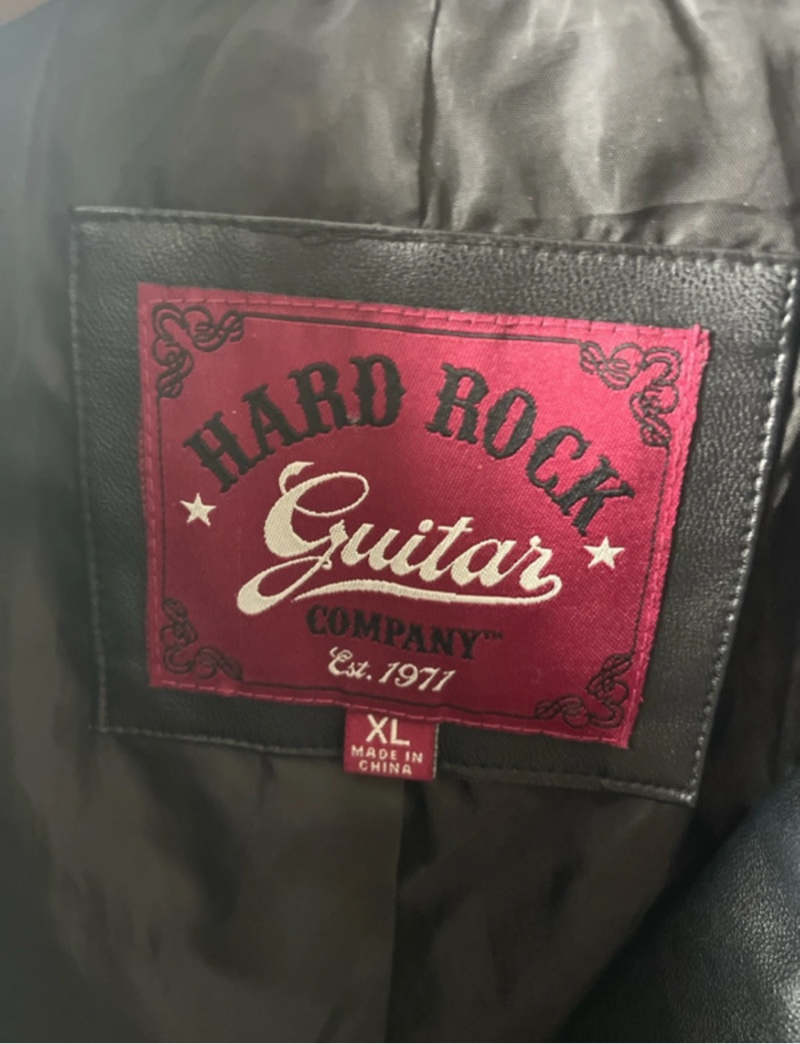 HARD ROCK
Guitar
COMPANY™
Est. 1971
XL
MADE IN
CHINA